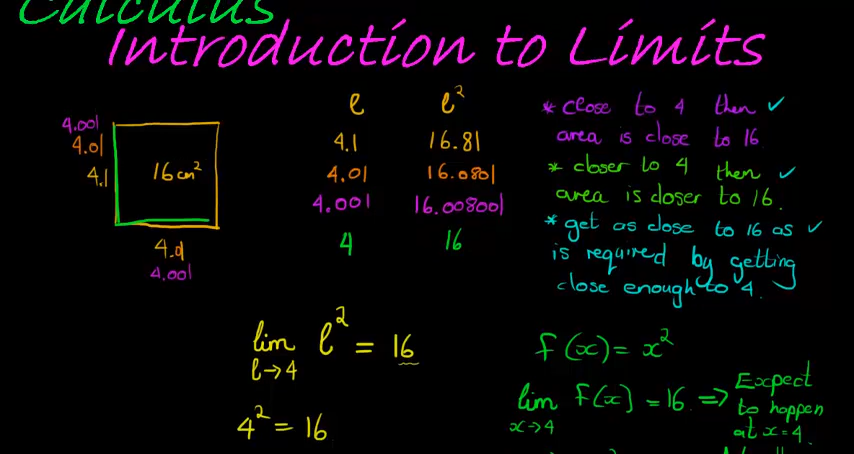 Calculus
Introduction to Limits
4.001
4.01
4.1
16 cm²
4.01
4.001
l l²
4.1 16.81
4.01 16.0801
4.001 16.008001
4 16
* close to 4 then ✓
area is close to 16
* closer to 4 then ✓
area is closer to 16.
* get as close to 16 as ✓
is required by getting
close enough to 4.
lim l² = 16
l→4
4² = 16
f(x) = x²
lim f(x) = 16 ⇒ Expect
x→4 to happen
at x=4.